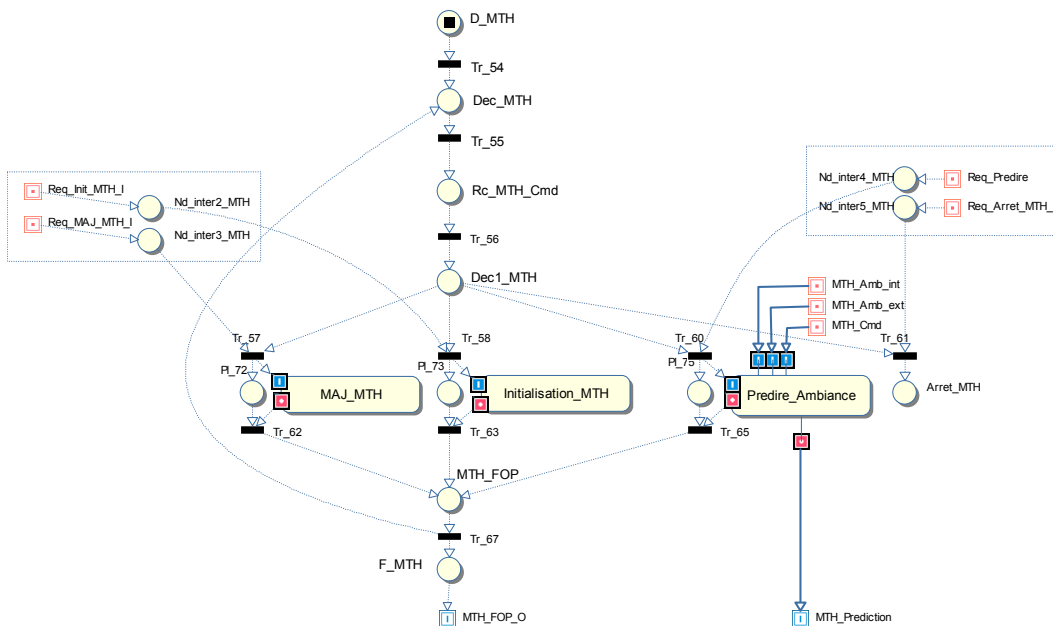 D_MTH
Tr_54
Dec_MTH
Tr_55
Req_Init_MTH_I
Nd_inter2_MTH
Req_MAJ_MTH_I
Nd_inter3_MTH
Rc_MTH_Cmd
Nd_inter4_MTH
Req_Predire
Nd_inter5_MTH
Req_Arret_MTH_
Tr_56
Dec1_MTH
MTH_Amb_int
MTH_Amb_ext
MTH_Cmd
Tr_57
Tr_58
Tr_60
Tr_61
Pl_72
Pl_73
Pl_75
MAJ_MTH
Initialisation_MTH
Predire_Ambiance
Arret_MTH
Tr_62
Tr_63
Tr_65
MTH_FOP
Tr_67
F_MTH
MTH_FOP_O
MTH_Prediction